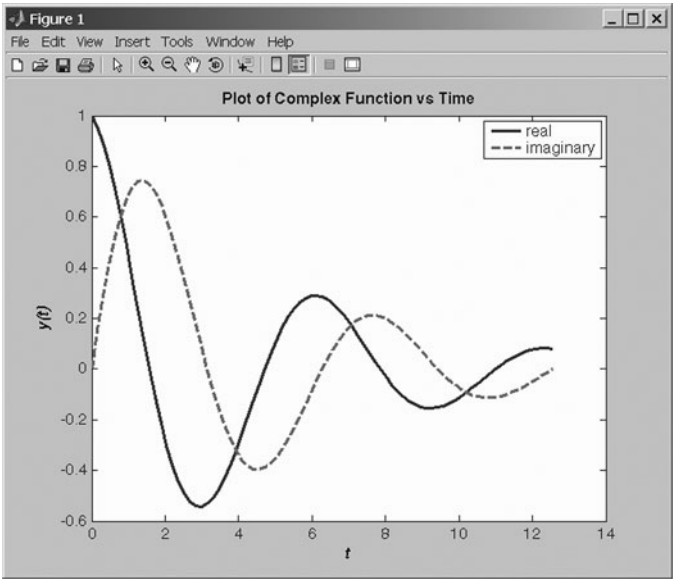 Figure 1
File Edit View Insert Tools Window Help
Plot of Complex Function vs Time
real
imaginary
y(t)
1
0.8
0.6
0.4
0.2
0
-0.2
-0.4
-0.6
0 2 4 6 8 10 12 14
t